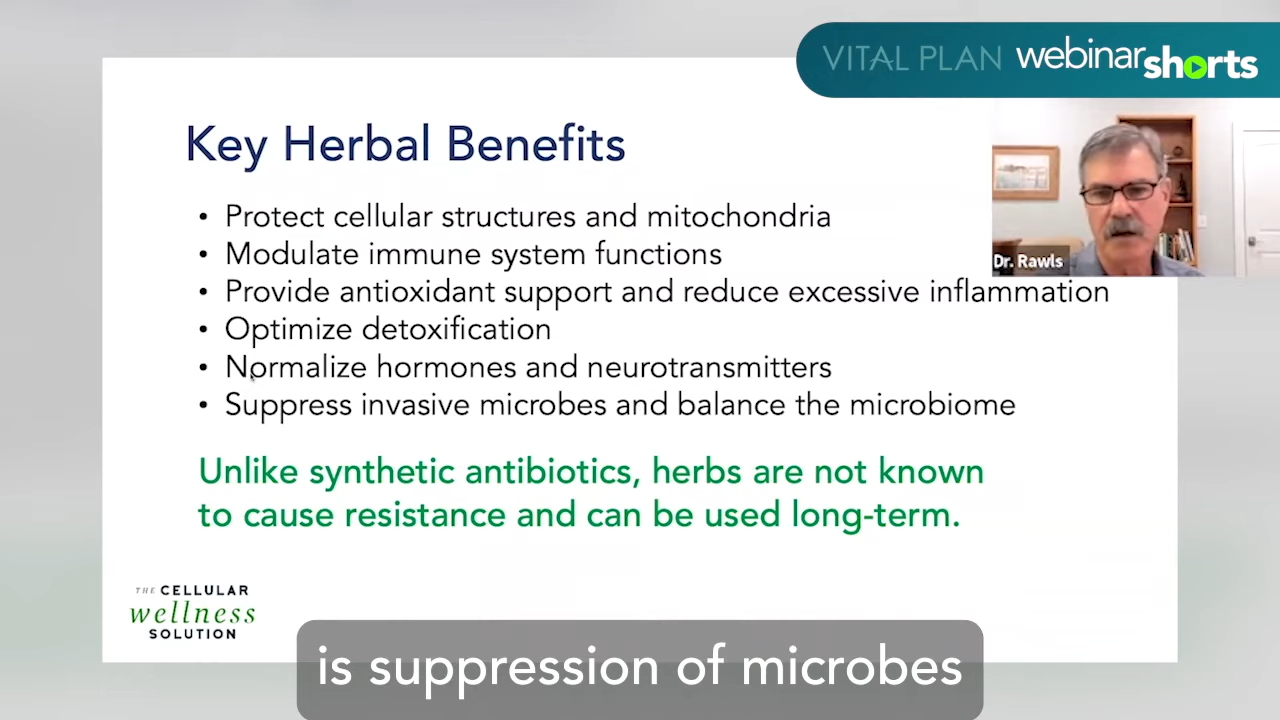 VITAL PLAN webinar shorts
Key Herbal Benefits
• Protect cellular structures and mitochondria
• Modulate immune system functions
• Provide antioxidant support and reduce excessive inflammation
• Optimize detoxification
• Normalize hormones and neurotransmitters
• Suppress invasive microbes and balance the microbiome
Dr. Rawls
Unlike synthetic antibiotics, herbs are not known
to cause resistance and can be used long-term.
THE CELLULAR
wellness
SOLUTION
is suppression of microbes